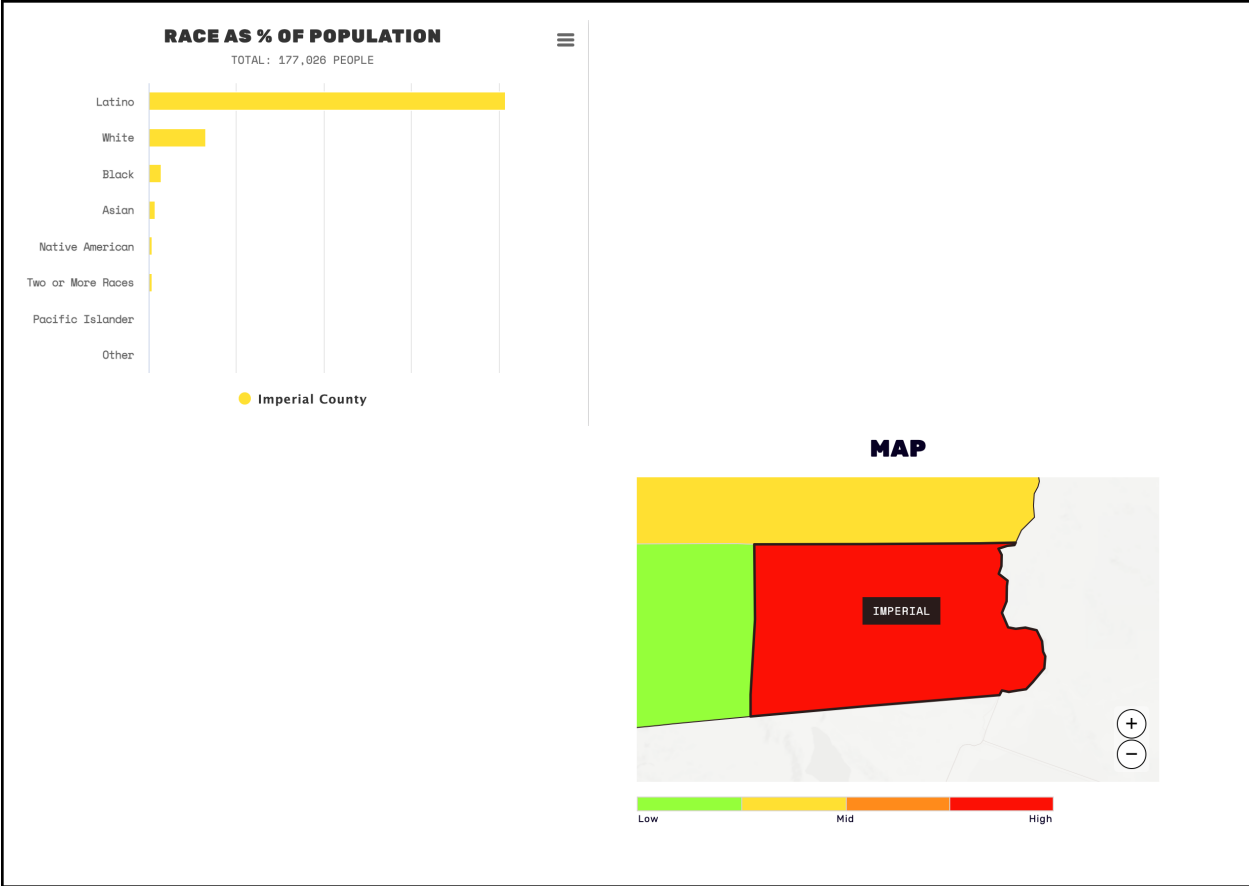 RACE AS % OF POPULATION
TOTAL: 177,026 PEOPLE
Latino
White
Black
Asian
Native American
Two or More Races
Pacific Islander
Other
Imperial County
MAP
IMPERIAL
+
−
Low Mid High